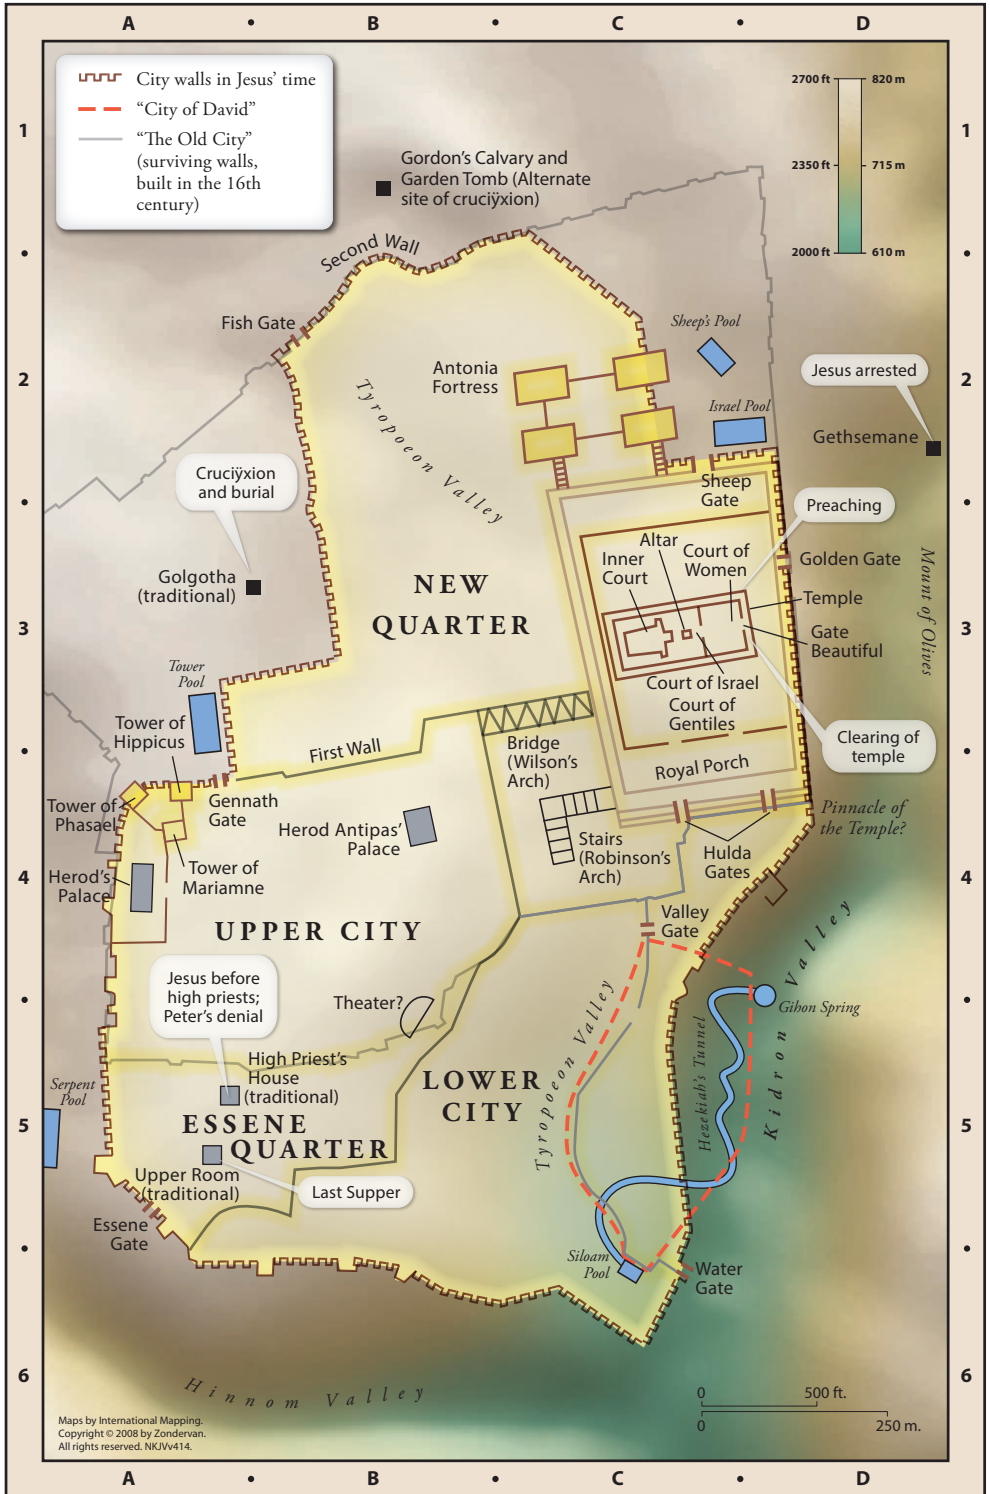 A • B • C • D
City walls in Jesus’ time
“City of David”
“The Old City”
(surviving walls,
built in the 16th
century)
2700 ft 820 m
2350 ft 715 m
2000 ft 610 m
1
1
Gordon’s Calvary and
Garden Tomb (Alternate
site of cruciÿxion)
Second Wall
Fish Gate
Sheep’s Pool
2
2
Antonia
Fortress
Jesus arrested
Tyropoeon Valley
Israel Pool
Gethsemane
Cruciÿxion
and burial
Sheep
Gate
Preaching
Altar
Court of
Women
Inner
Court
Golden Gate
Golgotha
(traditional)
NEW
QUARTER
Temple
Gate
Beautiful
Mount of Olives
3
3
Tower
Pool
Court of Israel
Court of
Gentiles
Tower of
Hippicus
First Wall
Bridge
(Wilson’s
Arch)
Royal Porch
Clearing of
temple
Tower of
Phasael
Gennath
Gate
Herod Antipas’
Palace
Stairs
(Robinson’s
Arch)
Pinnacle of
the Temple?
Hulda
Gates
4
4
Herod’s
Palace
Tower of
Mariamne
UPPER CITY
Valley
Gate
Jesus before
high priests;
Peter’s denial
Theater?
Gihon Spring
Kidron Valley
Hezekiah’s Tunnel
Tyropoeon Valley
High Priest’s
House
(traditional)
Serpent
Pool
LOWER
CITY
5
5
ESSENE
QUARTER
Upper Room
(traditional)
Last Supper
Essene
Gate
Siloam
Pool
Water
Gate
6
6
Hinnom Valley
0 500 ft.
0 250 m.
Maps by International Mapping.
Copyright © 2008 by Zondervan.
All rights reserved. NKJVv414.
A • B • C • D